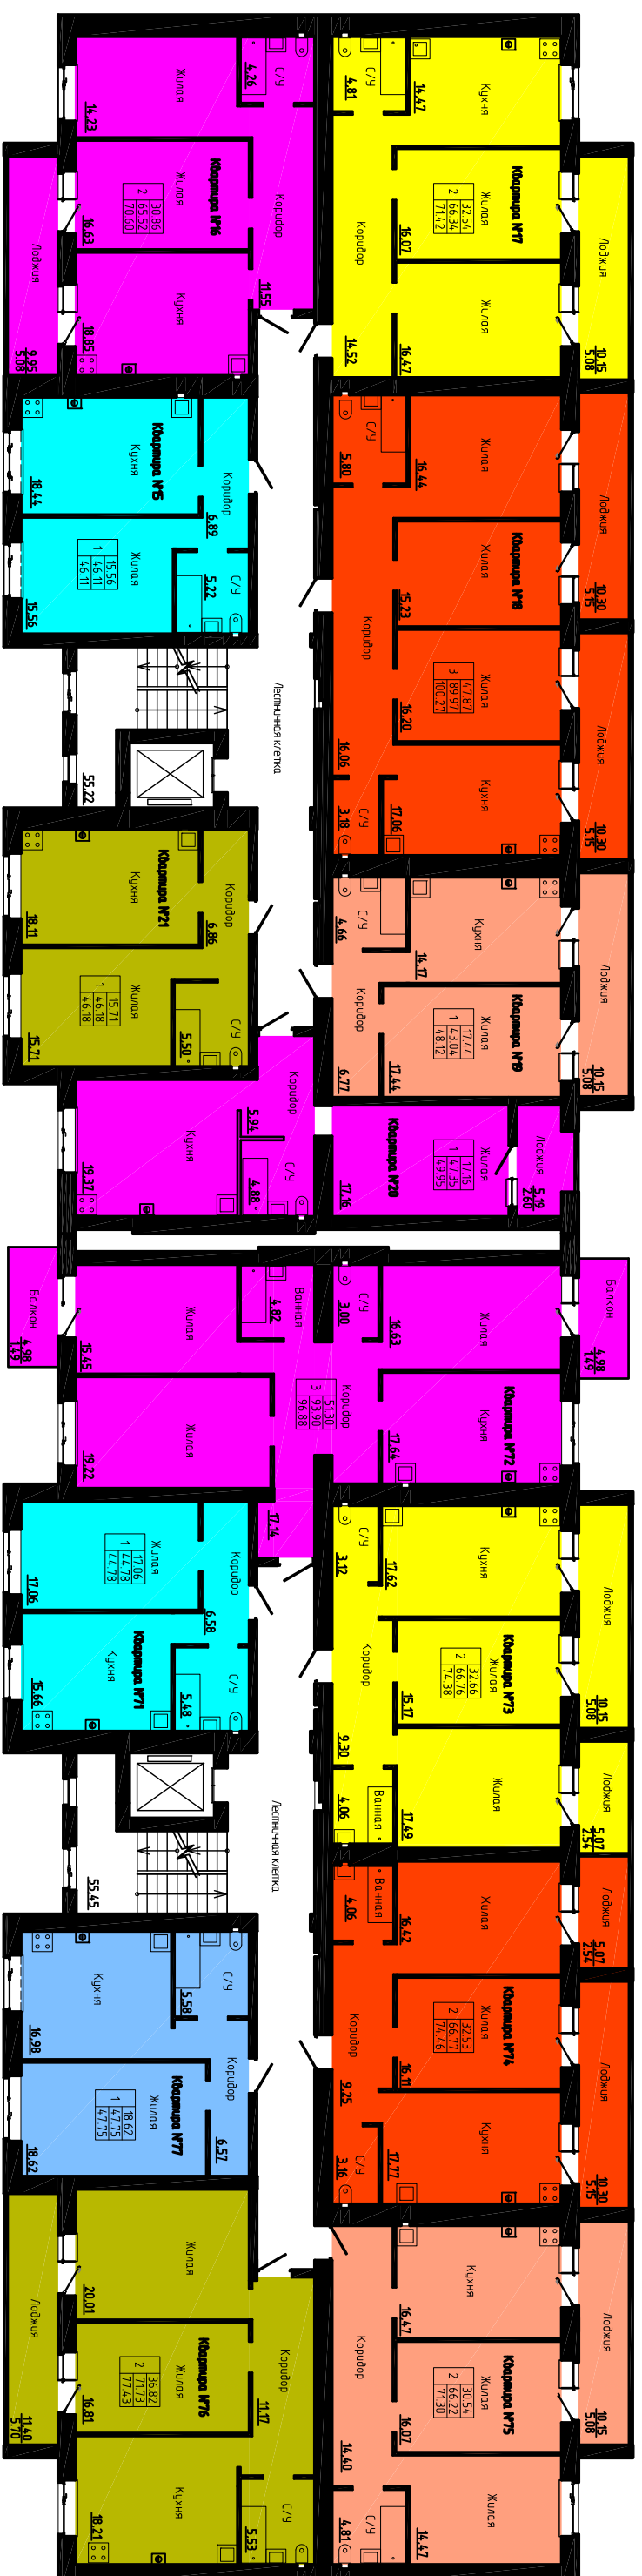 Квартира №16
2
30.86
65.52
70.60
Жилая
14.23
С/У
4.26
Жилая
16.63
Коридор
11.55
Кухня
18.85
Лоджия
9.95
5.08
Квартира №17
2
32.54
66.34
71.42
Кухня
14.47
С/У
4.81
Жилая
16.07
Коридор
14.52
Жилая
16.47
Лоджия
10.15
5.08
Квартира №15
1
15.56
46.11
46.11
Кухня
18.44
Коридор
6.89
Жилая
15.56
С/У
5.22
Квартира №18
3
47.87
89.97
100.27
Жилая
16.44
С/У
5.80
Жилая
15.23
Жилая
16.20
Коридор
16.06
С/У
3.18
Кухня
17.06
Лоджия
10.30
5.15
Лоджия
10.30
5.15
Лестничная клетка
55.22
Квартира №21
1
15.71
46.18
46.18
Кухня
18.11
Коридор
6.86
Жилая
15.71
С/У
5.50
Квартира №19
1
17.44
43.04
48.12
Кухня
14.17
С/У
4.66
Жилая
17.44
Коридор
6.77
Лоджия
10.15
5.08
Квартира №20
1
17.16
47.35
49.95
Жилая
17.16
Коридор
5.94
Кухня
19.37
С/У
4.88
Лоджия
5.19
2.60
Квартира №72
3
51.30
93.90
96.88
Жилая
15.45
Ванная
4.82
С/У
3.00
Жилая
16.63
Жилая
19.22
Коридор
17.14
Кухня
17.64
Балкон
4.98
1.49
Балкон
4.98
1.49
Квартира №71
1
17.06
44.78
44.78
Жилая
17.06
Коридор
6.58
Кухня
15.66
С/У
5.48
Квартира №73
2
32.66
66.76
74.38
Кухня
17.62
С/У
3.12
Жилая
15.17
Коридор
9.30
Жилая
17.49
Ванная
4.06
Лоджия
10.15
5.08
Лоджия
5.07
2.54
Лестничная клетка
55.45
Квартира №74
2
32.53
66.77
74.46
Жилая
16.42
Ванная
4.06
Жилая
16.11
Коридор
9.25
Кухня
17.77
С/У
3.16
Лоджия
5.07
2.54
Лоджия
10.30
5.15
Квартира №77
1
18.62
47.75
47.75
Кухня
16.98
С/У
5.58
Жилая
18.62
Коридор
6.57
Квартира №76
2
36.82
71.73
77.43
Жилая
20.01
Жилая
16.81
Коридор
11.17
Кухня
18.21
С/У
5.53
Лоджия
11.40
5.70
Квартира №75
2
30.54
66.22
71.30
Кухня
16.47
Жилая
16.07
Коридор
14.40
Жилая
14.47
С/У
4.81
Лоджия
10.15
5.08